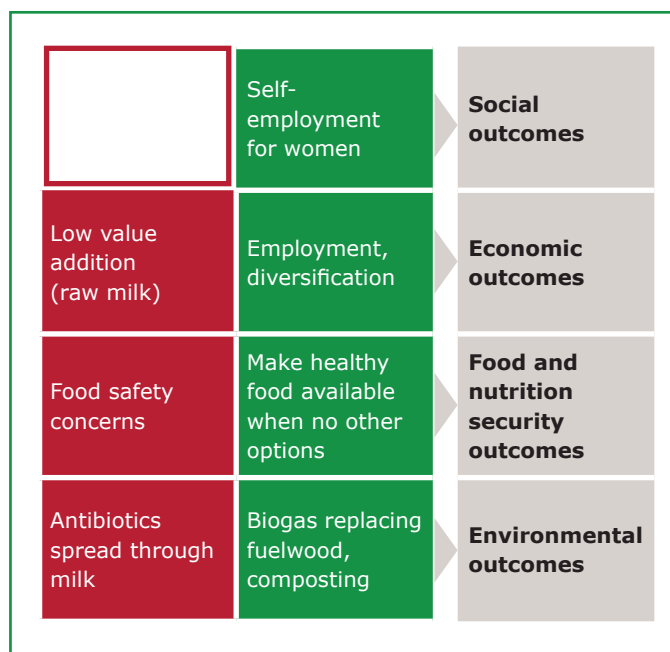 Self-
employment
for women
Social
outcomes
Low value
addition
(raw milk)
Employment,
diversification
Economic
outcomes
Food safety
concerns
Make healthy
food available
when no other
options
Food and
nutrition
security
outcomes
Antibiotics
spread through
milk
Biogas replacing
fuelwood,
composting
Environmental
outcomes